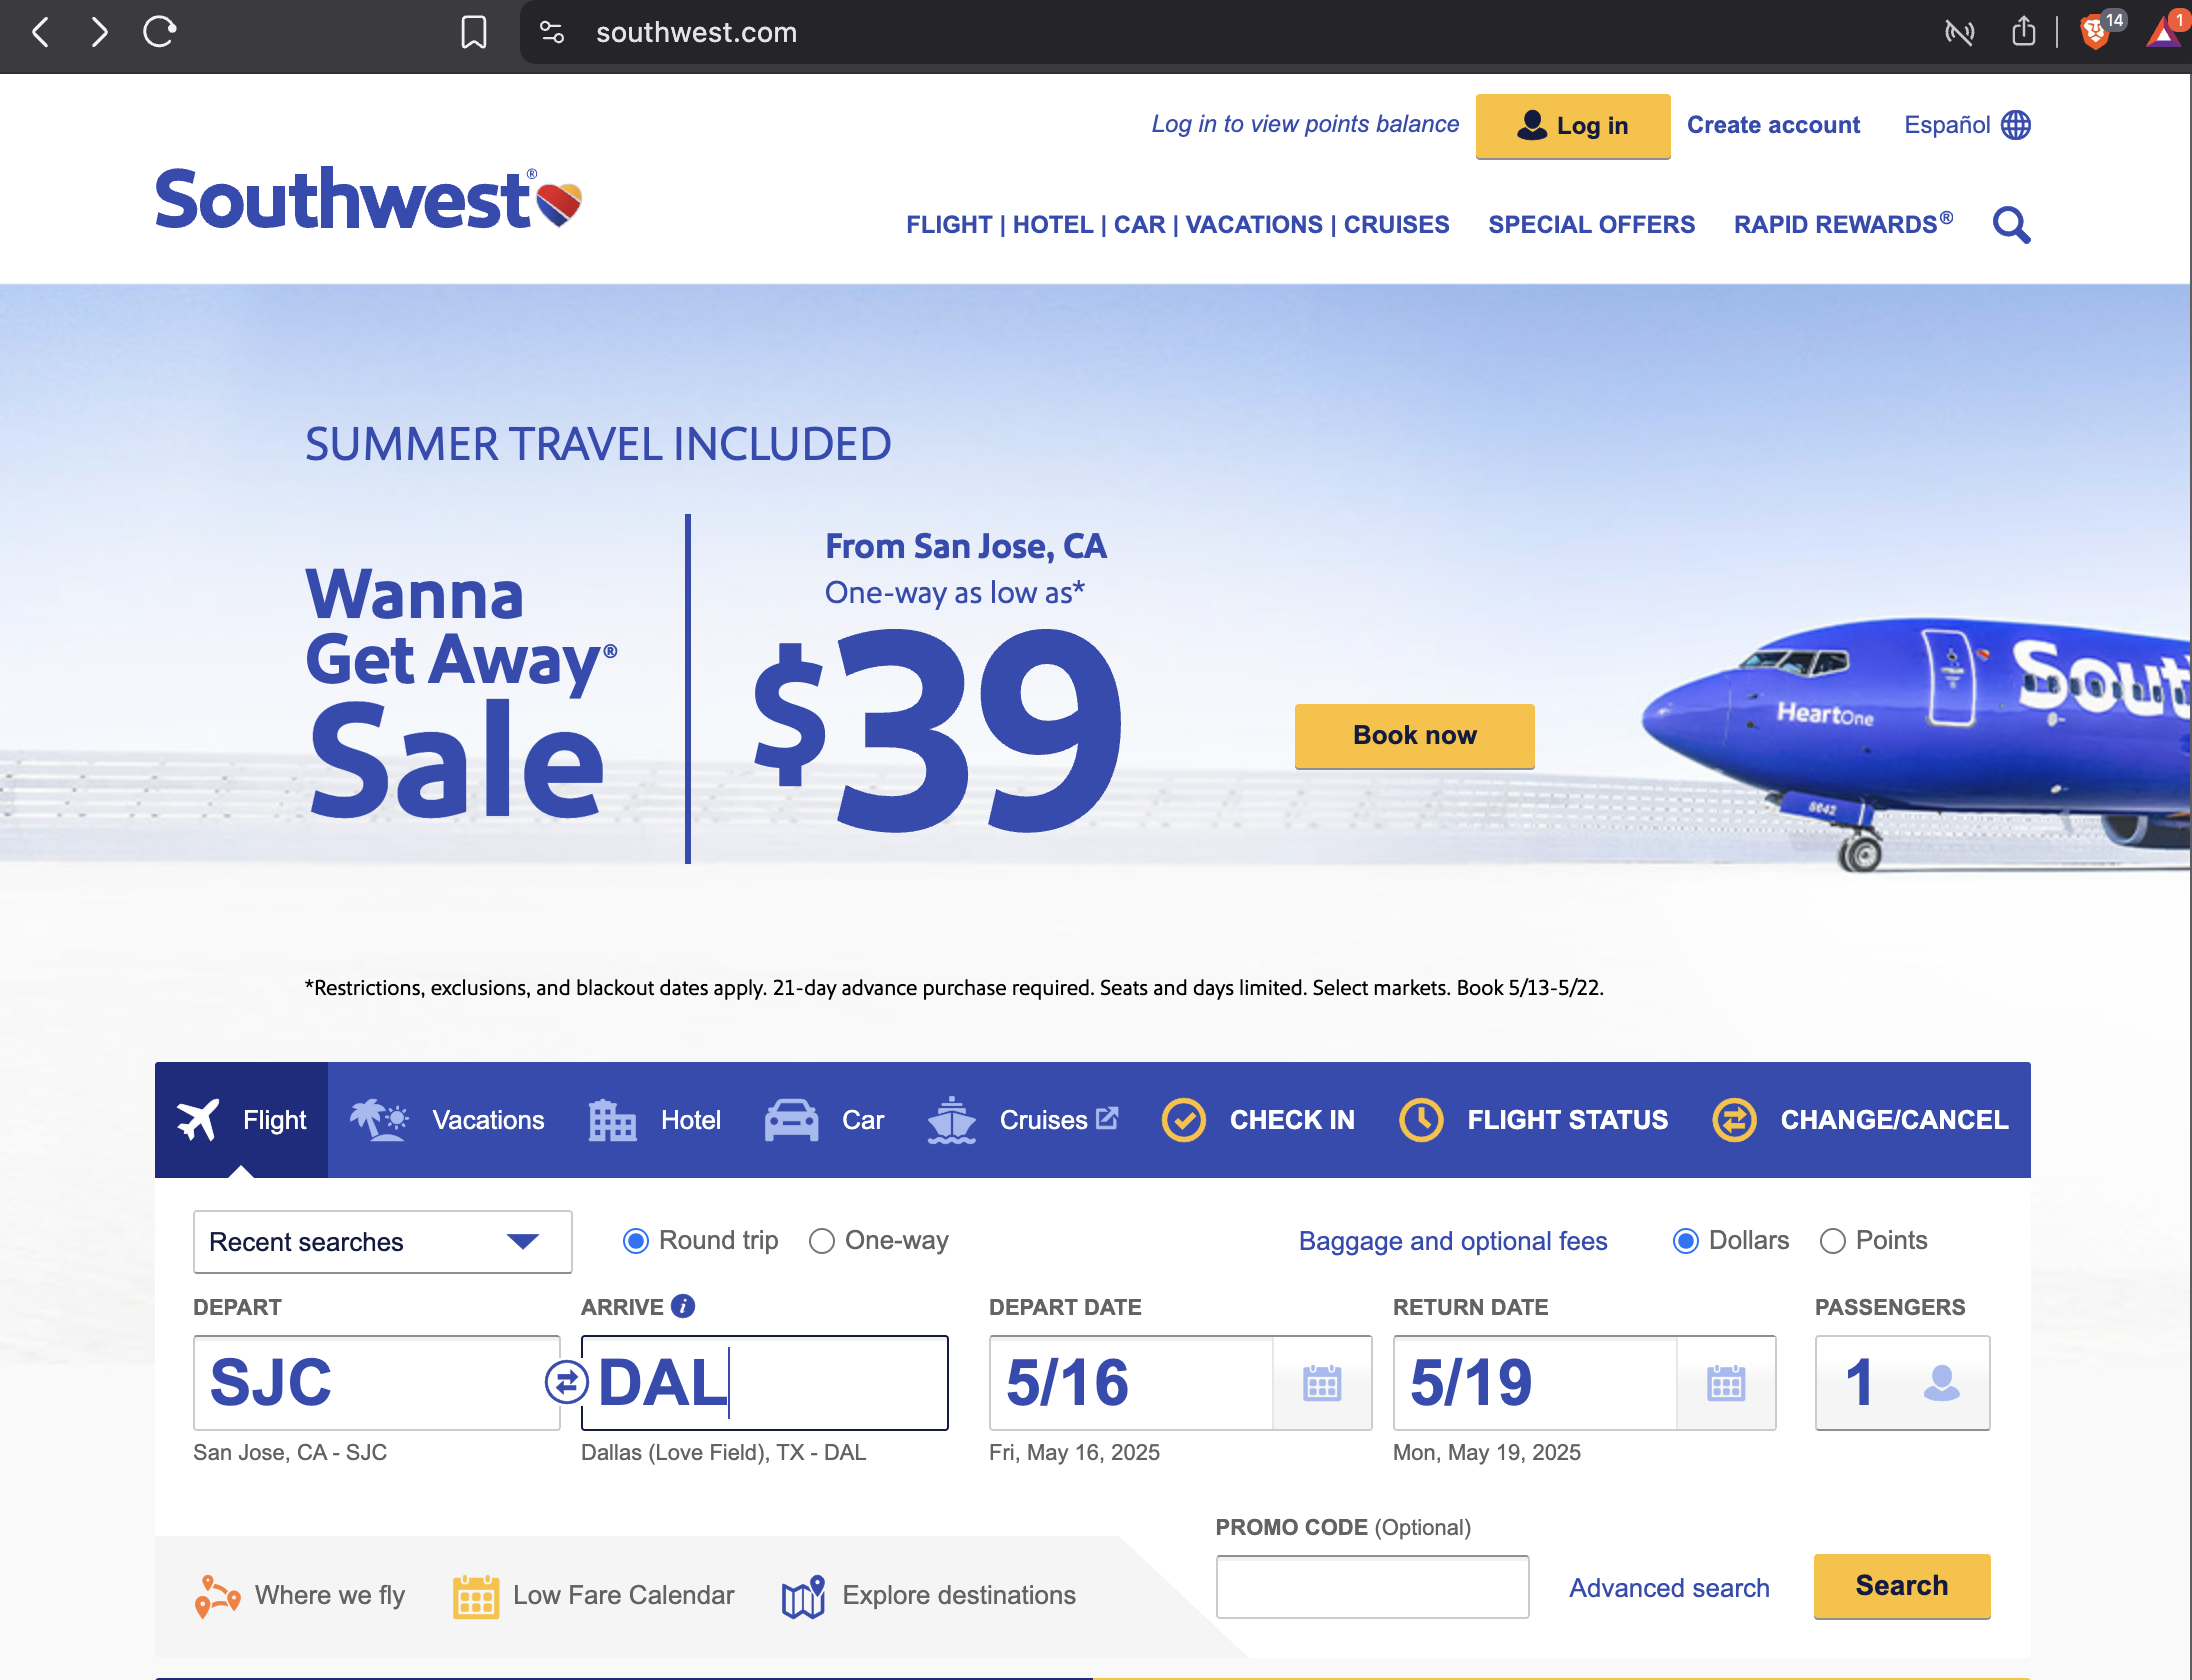 southwest.com
14
1
Log in to view points balance
Log in
Create account
Español
Southwest®
FLIGHT | HOTEL | CAR | VACATIONS | CRUISES
SPECIAL OFFERS
RAPID REWARDS®
SUMMER TRAVEL INCLUDED
Wanna
Get Away®
Sale
From San Jose, CA
One-way as low as*
$39
Book now
HeartOne
Sout
8642
*Restrictions, exclusions, and blackout dates apply. 21-day advance purchase required. Seats and days limited. Select markets. Book 5/13-5/22.
Flight
Vacations
Hotel
Car
Cruises
CHECK IN
FLIGHT STATUS
CHANGE/CANCEL
Recent searches
Round trip
One-way
Baggage and optional fees
Dollars
Points
DEPART
ARRIVE i
DEPART DATE
RETURN DATE
PASSENGERS
SJC
DAL
5/16
5/19
1
San Jose, CA - SJC
Dallas (Love Field), TX - DAL
Fri, May 16, 2025
Mon, May 19, 2025
PROMO CODE (Optional)
Where we fly
Low Fare Calendar
Explore destinations
Advanced search
Search